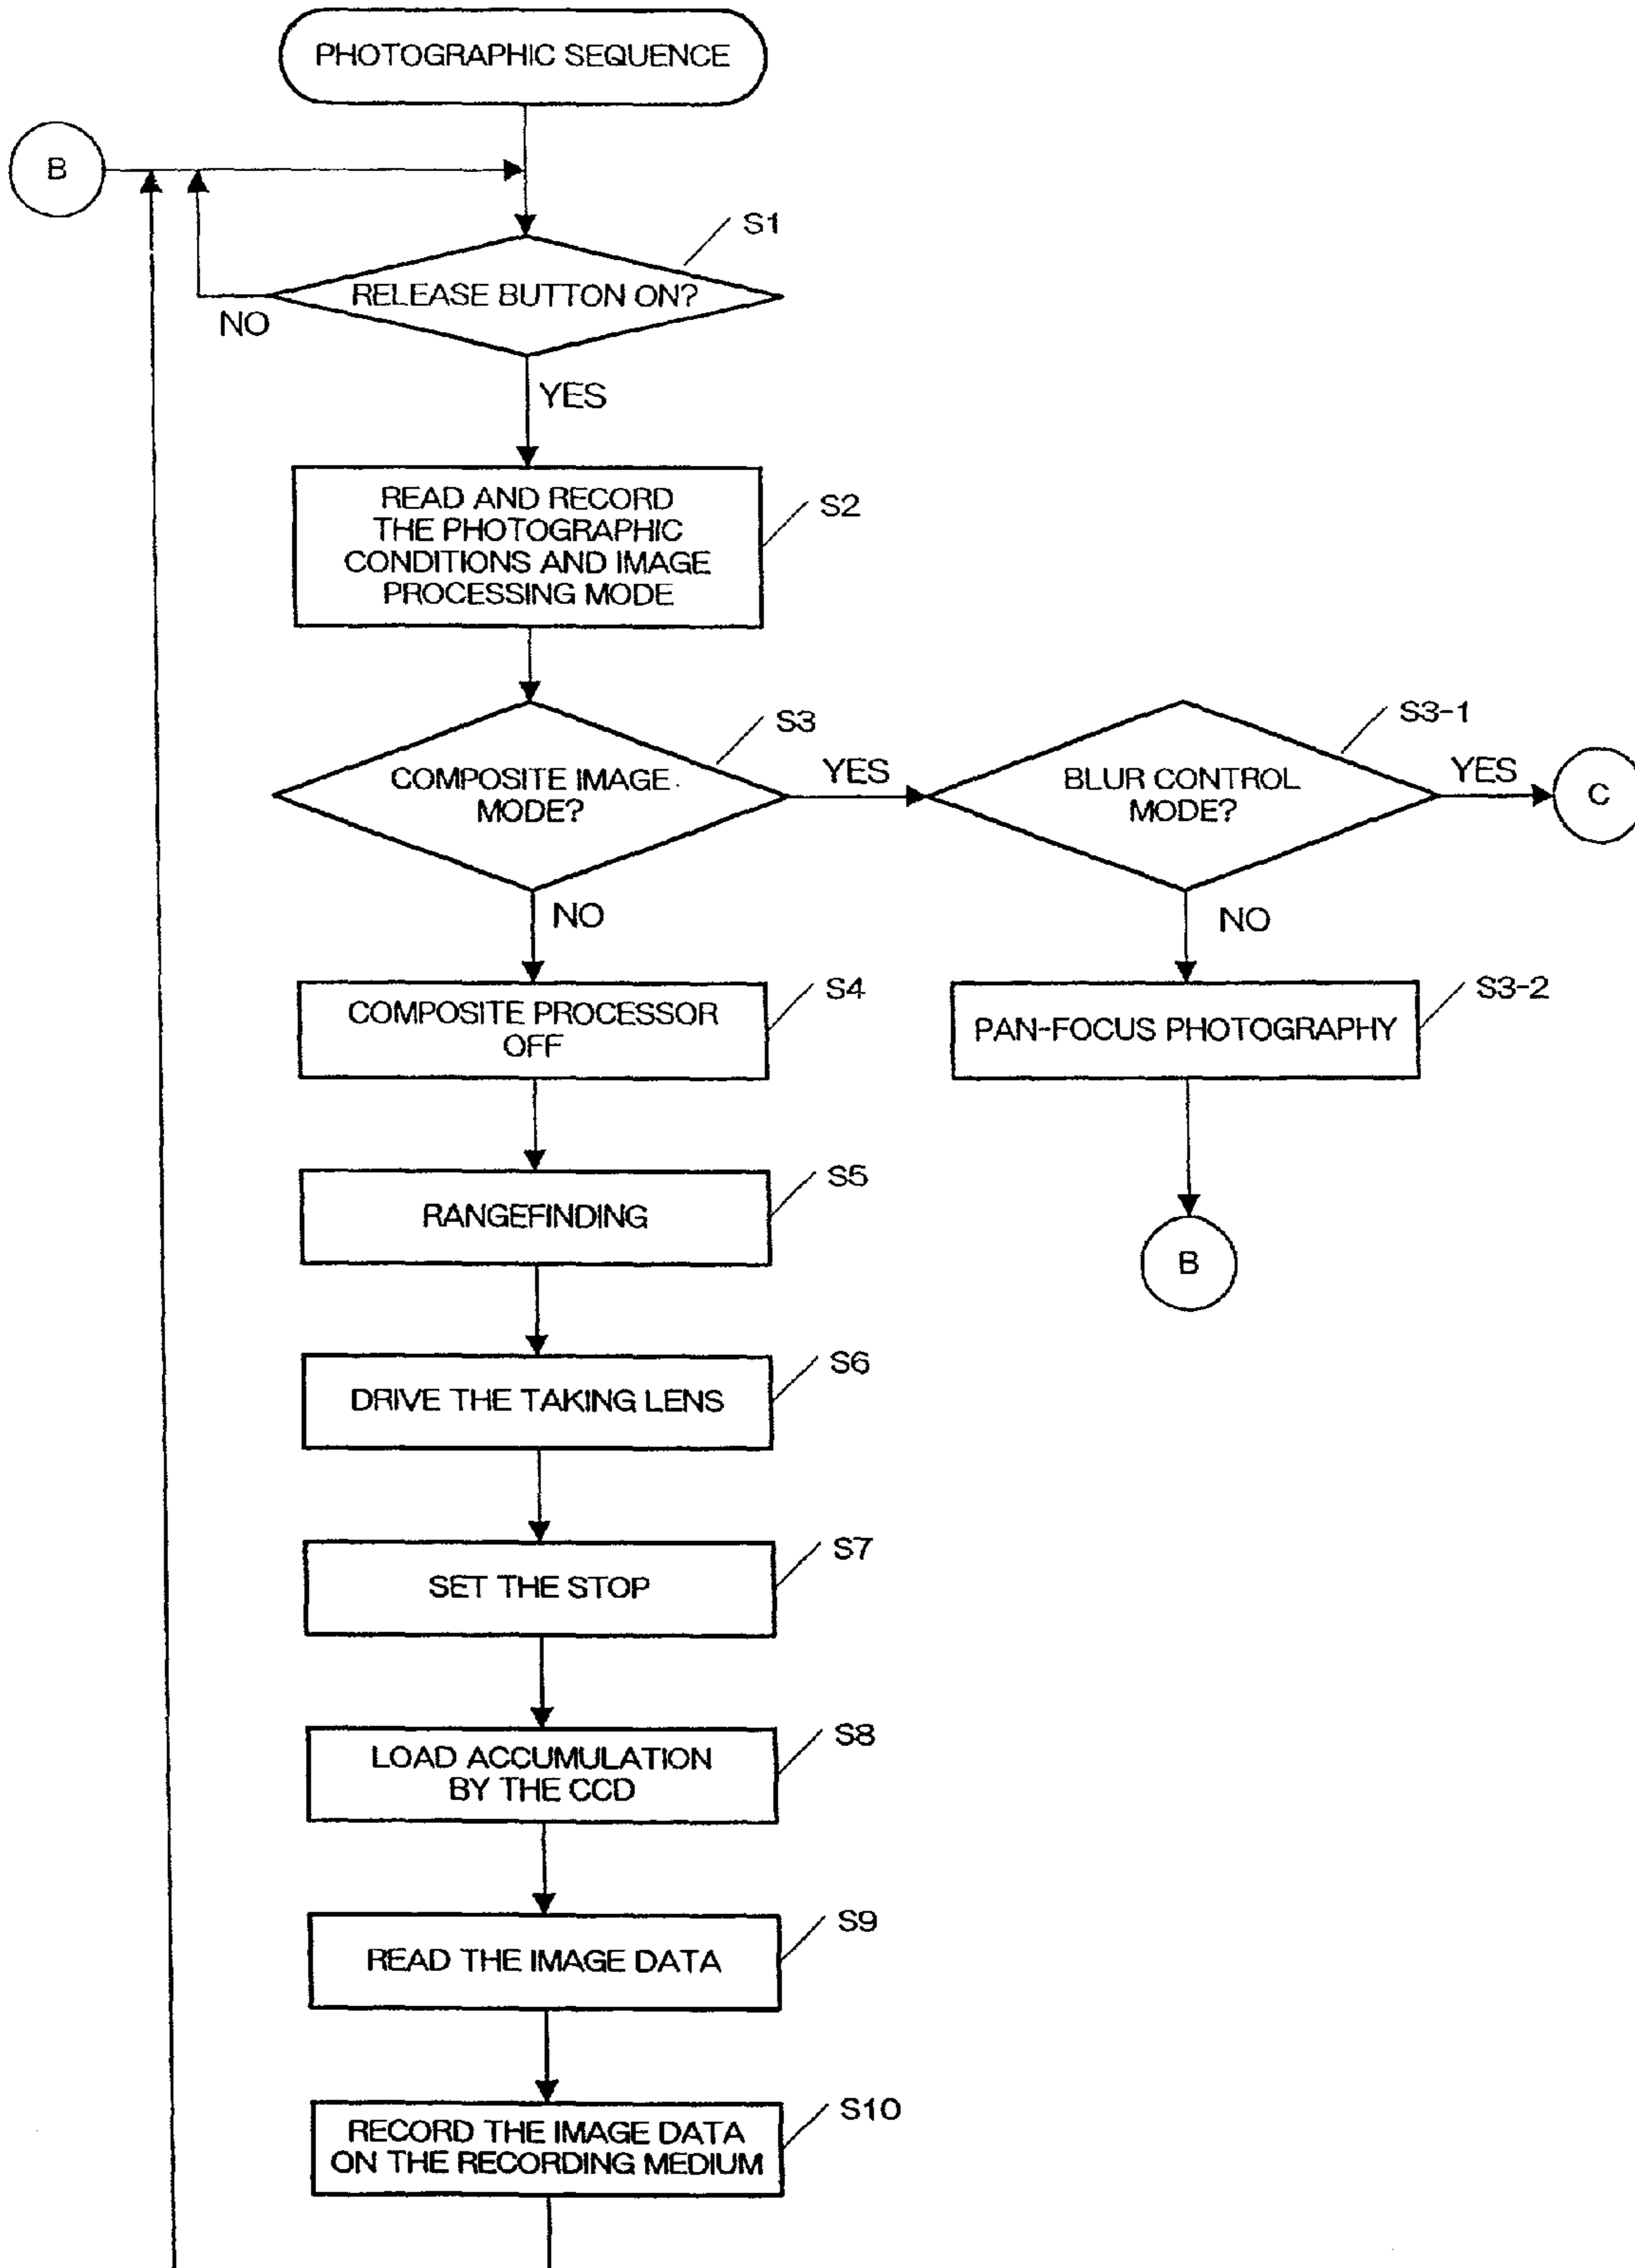 PHOTOGRAPHIC SEQUENCE
B
S1
RELEASE BUTTON ON?
NO
YES
READ AND RECORD
THE PHOTOGRAPHIC
CONDITIONS AND IMAGE
PROCESSING MODE
S2
S3
COMPOSITE IMAGE
MODE?
YES
NO
S3-1
BLUR CONTROL
MODE?
YES
C
NO
S4
COMPOSITE PROCESSOR
OFF
S3-2
PAN-FOCUS PHOTOGRAPHY
B
S5
RANGEFINDING
S6
DRIVE THE TAKING LENS
S7
SET THE STOP
S8
LOAD ACCUMULATION
BY THE CCD
S9
READ THE IMAGE DATA
S10
RECORD THE IMAGE DATA
ON THE RECORDING MEDIUM